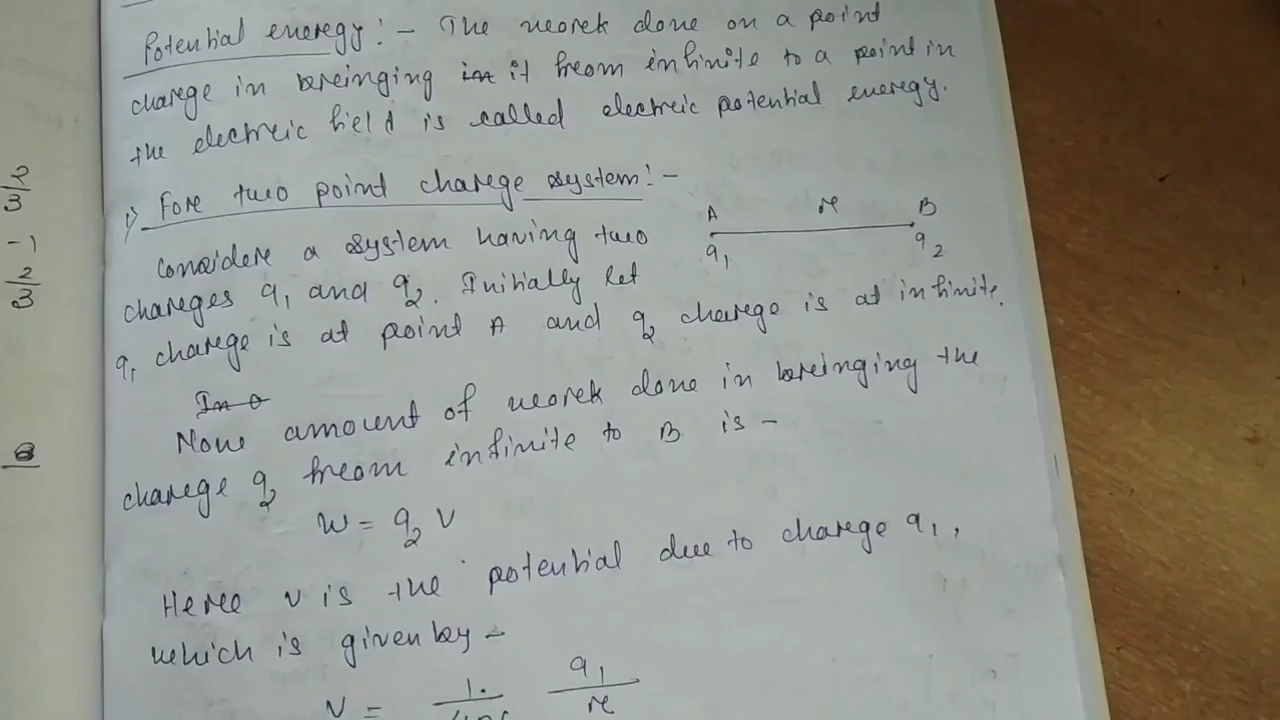 Potential energy :- The work done on a point
charge in bringing it from infinite to a point in
the electric field is called electric potential energy.
1) For two point charge system :-
A r B
q1 q2
Consider a system having two
charges q1 and q2. Initially let
q1 charge is at point A and q2 charge is at infinite.
Now amount of work done in bringing the
charge q2 from infinite to B is -
W = q2 V
Here V is the potential due to charge q1,
which is given by -
V = 1 q1
r
2/3
-1
2/3